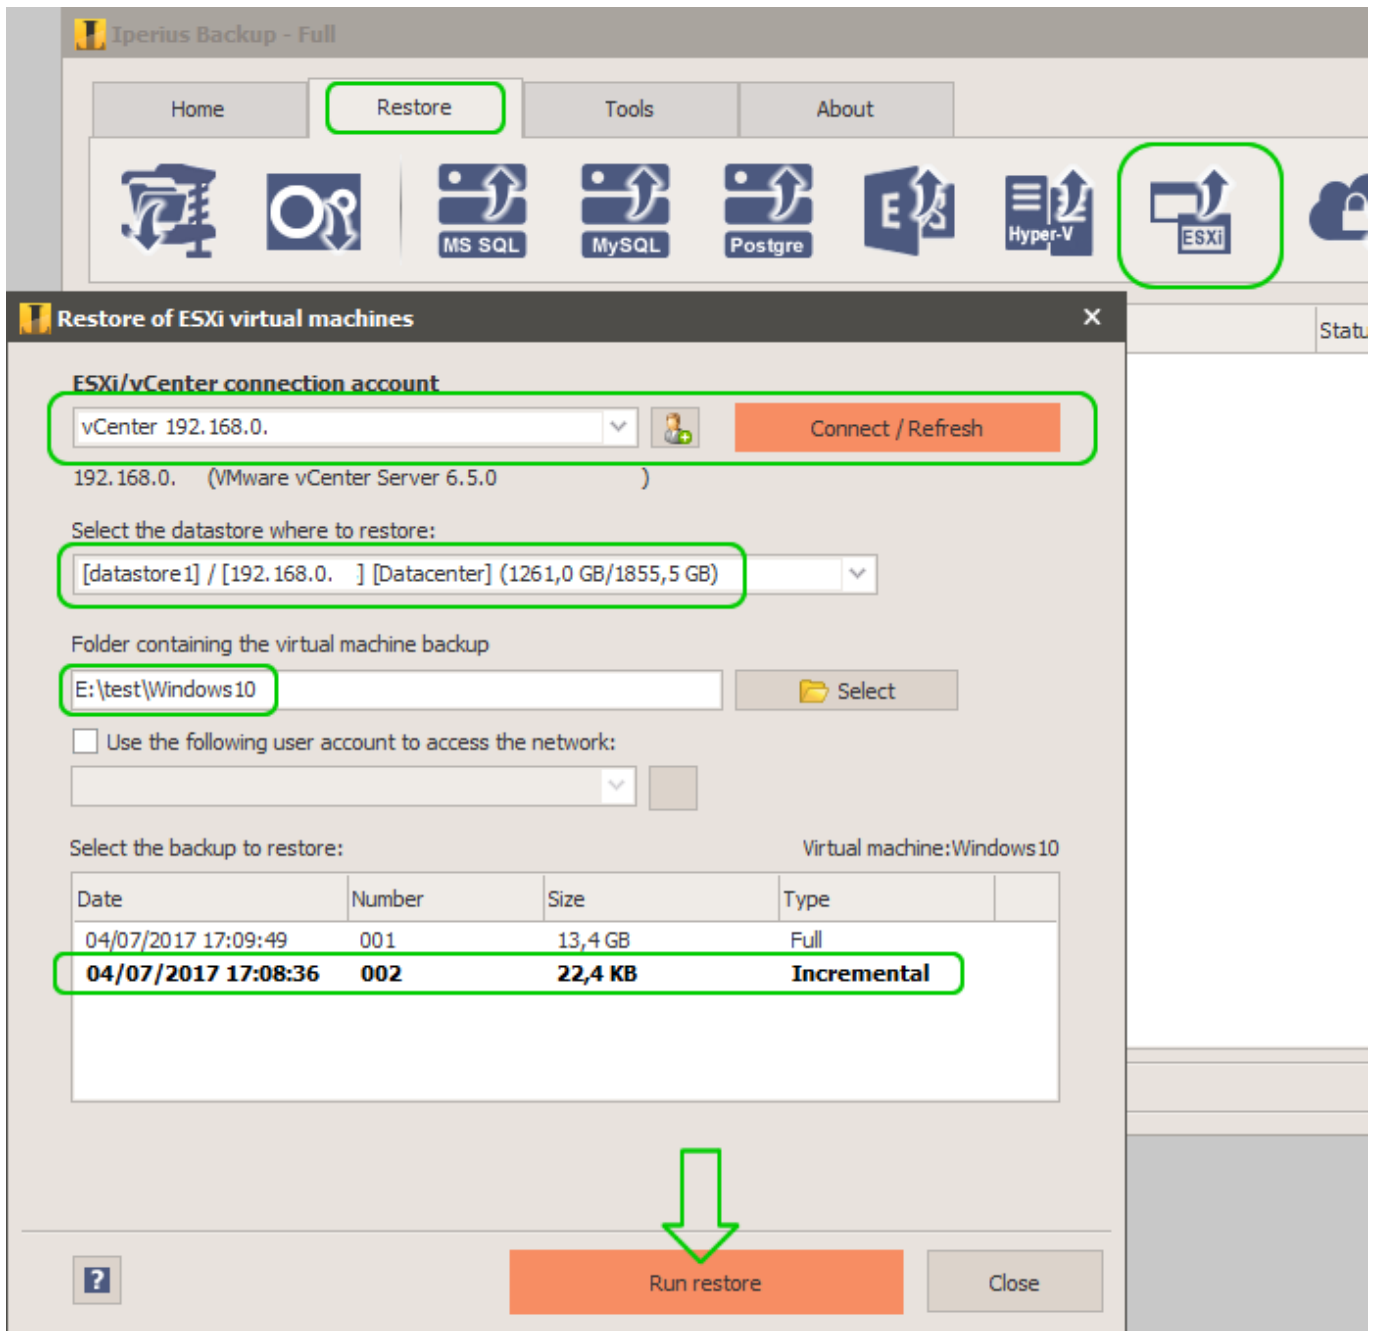 Iperius Backup - Full
Home Restore Tools About
MS SQL MySQL Postgre E Hyper-V ESXi
Restore of ESXi virtual machines
Statu
ESXi/vCenter connection account
vCenter 192.168.0. Connect / Refresh
192.168.0. (VMware vCenter Server 6.5.0 )
Select the datastore where to restore:
[datastore1] / [192.168.0. ] [Datacenter] (1261,0 GB/1855,5 GB)
Folder containing the virtual machine backup
E:\test\Windows10 Select
Use the following user account to access the network:
Select the backup to restore: Virtual machine:Windows10
Date Number Size Type
04/07/2017 17:09:49 001 13,4 GB Full
04/07/2017 17:08:36 002 22,4 KB Incremental
? Run restore Close